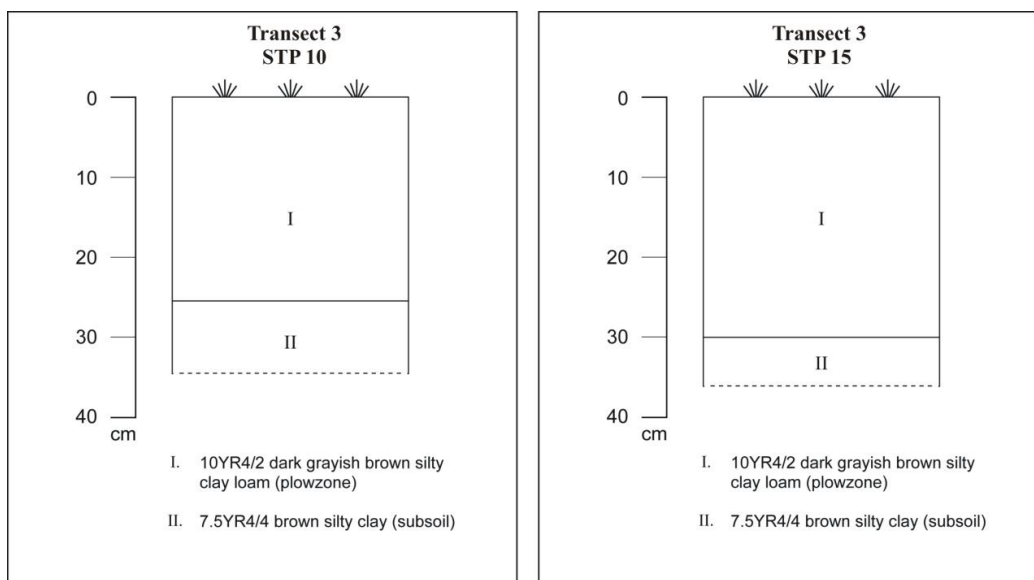 Transect 3
STP 10
0
10
20
30
40
cm
I
II
I. 10YR4/2 dark grayish brown silty
clay loam (plowzone)
II. 7.5YR4/4 brown silty clay (subsoil)
Transect 3
STP 15
0
10
20
30
40
cm
I
II
I. 10YR4/2 dark grayish brown silty
clay loam (plowzone)
II. 7.5YR4/4 brown silty clay (subsoil)